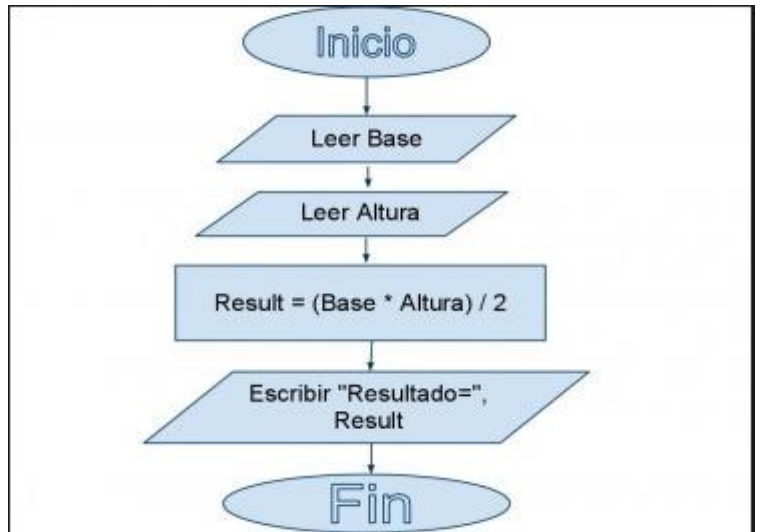 Inicio
Leer Base
Leer Altura
Result = (Base * Altura) / 2
Escribir "Resultado=",
Result
Fin